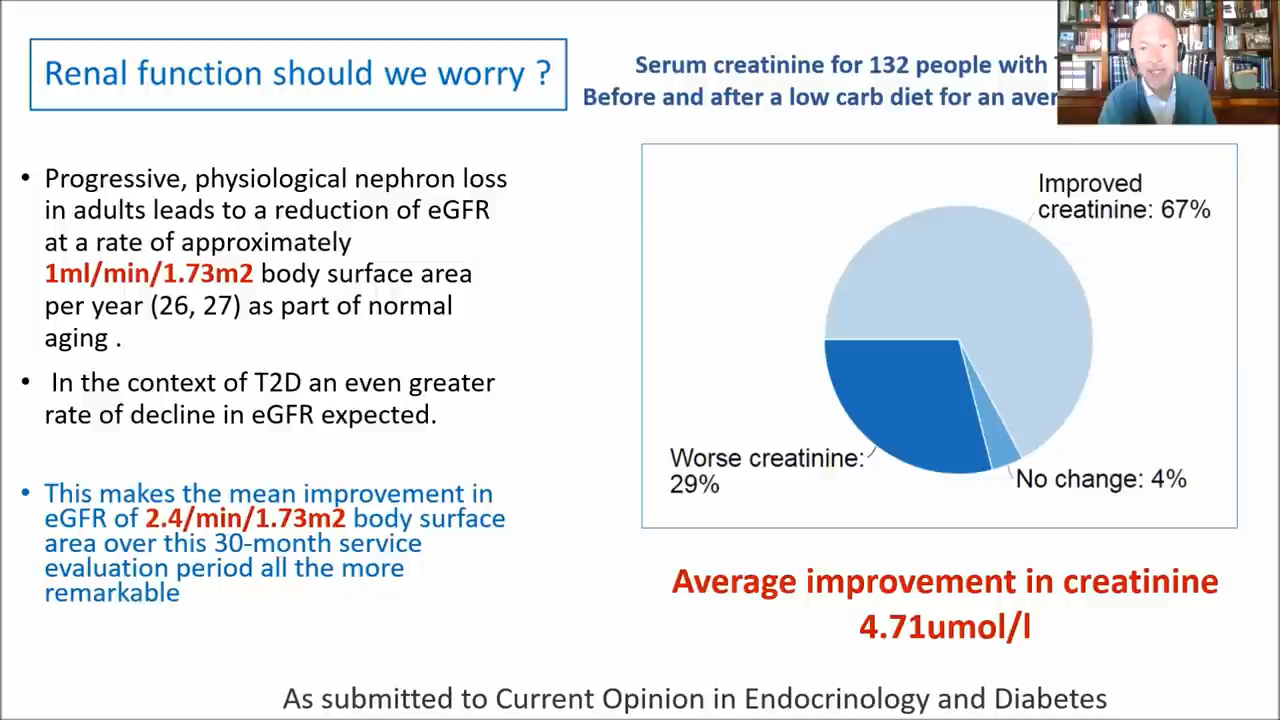 Renal function should we worry ?
Serum creatinine for 132 people with
Before and after a low carb diet for an
• Progressive, physiological nephron loss
in adults leads to a reduction of eGFR
at a rate of approximately
1ml/min/1.73m2 body surface area
per year (26, 27) as part of normal
aging .
• In the context of T2D an even greater
rate of decline in eGFR expected.
• This makes the mean improvement in
eGFR of 2.4/min/1.73m2 body surface
area over this 30-month service
evaluation period all the more
remarkable
Improved
creatinine: 67%
Worse creatinine:
29%
No change: 4%
Average improvement in creatinine
4.71umol/l
As submitted to Current Opinion in Endocrinology and Diabetes